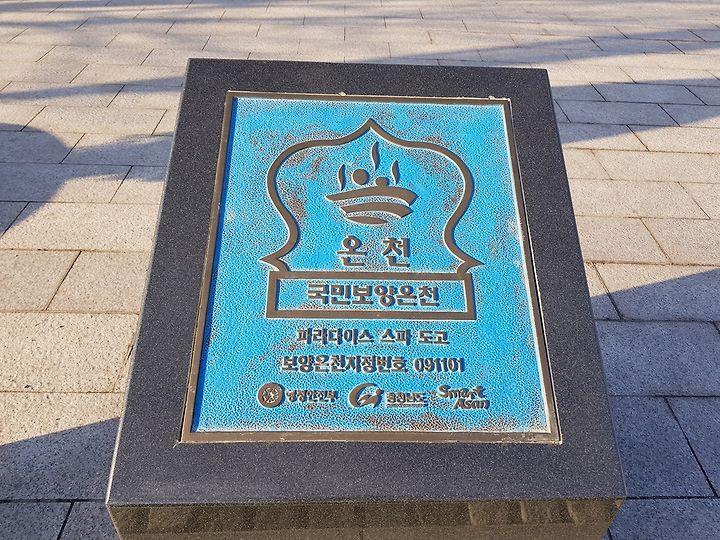 온천
국민보양온천
파라다이스 스파 도고
보양온천지정번호 091101
행정안전부 충청남도 Smart Asan